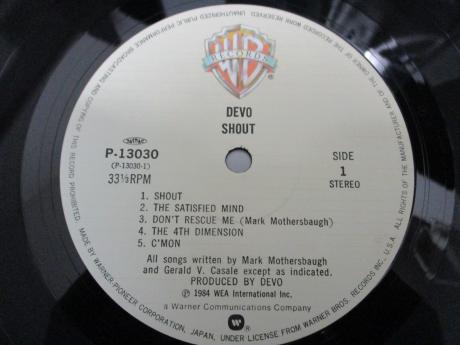 UNAUTHORIZED PUBLIC PERFORMANCE BROADCASTING AND COPYING OF THIS RECORD PROHIBITED.
ALL RIGHTS OF THE MANUFACTURER AND OF THE OWNER OF THE RECORDED WORK RESERVED.
WB
RECORDS
DEVO
SHOUT
P-13030
(P-13030-1)
33⅓RPM
SIDE
1
STEREO
1. SHOUT
2. THE SATISFIED MIND
3. DON'T RESCUE ME (Mark Mothersbaugh)
4. THE 4TH DIMENSION
5. C'MON
All songs written by Mark Mothersbaugh
and Gerald V. Casale except as indicated.
PRODUCED BY DEVO
Ⓟ 1984 WEA International Inc.
a Warner Communications Company
MADE BY WARNER-PIONEER CORPORATION, JAPAN, UNDER LICENSE FROM WARNER BROS. RECORDS INC., U.S.A.